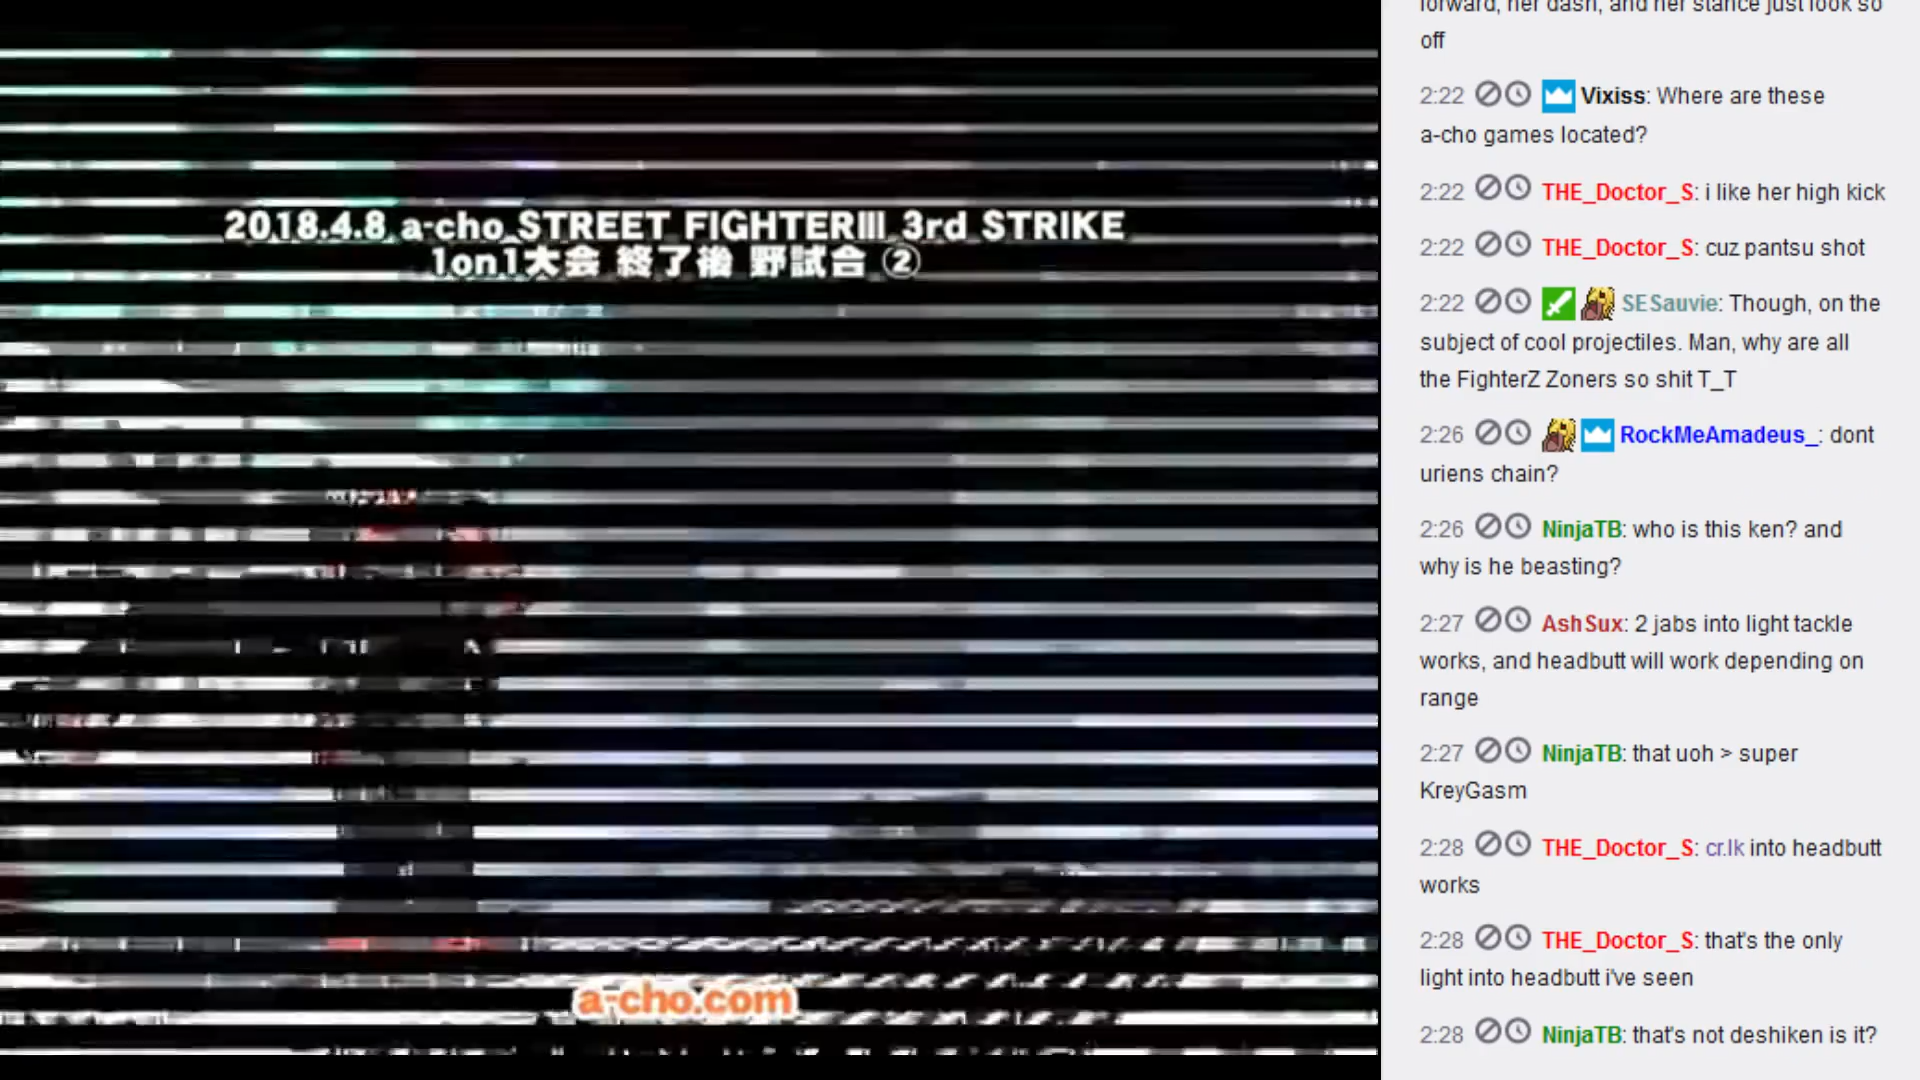 2018.4.8 a-cho STREET FIGHTERⅢ 3rd STRIKE
1on1大会 終了後 野試合 ②
a-cho.com
forward, her dash, and her stance just look so
off
2:22 Vixiss: Where are these
a-cho games located?
2:22 THE_Doctor_S: i like her high kick
2:22 THE_Doctor_S: cuz pantsu shot
2:22 SESauvie: Though, on the
subject of cool projectiles. Man, why are all
the FighterZ Zoners so shit T_T
2:26 RockMeAmadeus_: dont
uriens chain?
2:26 NinjaTB: who is this ken? and
why is he beasting?
2:27 AshSux: 2 jabs into light tackle
works, and headbutt will work depending on
range
2:27 NinjaTB: that uoh > super
KreyGasm
2:28 THE_Doctor_S: cr.lk into headbutt
works
2:28 THE_Doctor_S: that's the only
light into headbutt i've seen
2:28 NinjaTB: that's not deshiken is it?